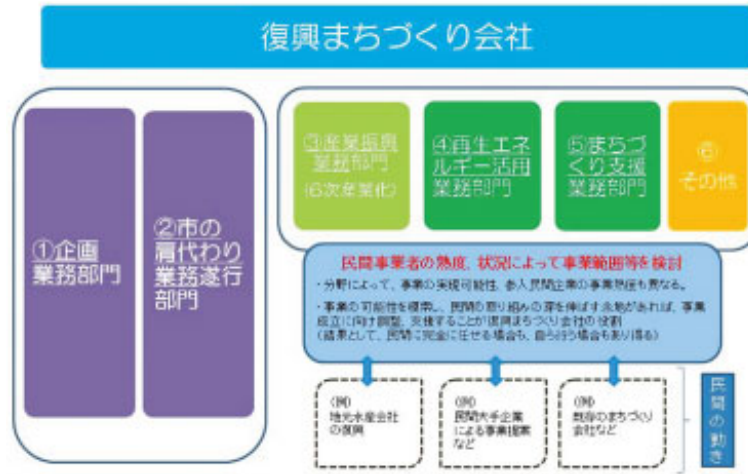 復興まちづくり会社
①企画
業務部門
②市の
肩代わり
業務遂行
部門
③産業振興
業務部門
(6次産業化)
④再生エネ
ルギー活用
業務部門
⑤まちづ
くり支援
業務部門
⑥
その他
民間事業者の熟度、状況によって事業範囲等を検討
・分野によって、事業の実現可能性、参入民間企業の事業熟度も異なる。
・事業の可能性を模索し、民間の取り組みの芽を伸ばす余地があれば、事業
成立に向け調整、支援することが復興まちづくり会社の役割
(結果として、民間に完全に任せる場合も、自ら行う場合もあり得る)
(例)
地元水産会社
の復興
(例)
民間大手企業
による事業提案
など
(例)
既存のまちづくり
会社など
民間の動き